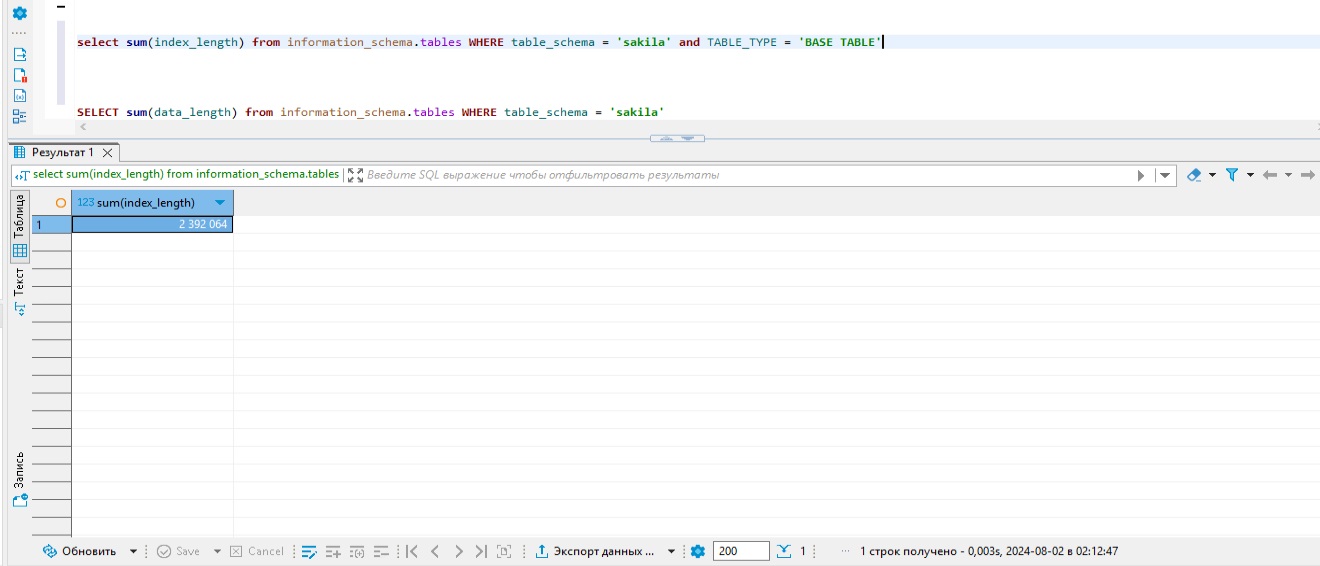 select sum(index_length) from information_schema.tables WHERE table_schema = 'sakila' and TABLE_TYPE = 'BASE TABLE'
SELECT sum(data_length) from information_schema.tables WHERE table_schema = 'sakila'
Результат 1
select sum(index_length) from information_schema.tables
Введите SQL выражение чтобы отфильтровать результаты
Таблица
Текст
Запись
123 sum(index_length)
1 2 392 064
Обновить Save Cancel Экспорт данных ... 200 1 ... 1 строк получено - 0,003s, 2024-08-02 в 02:12:47